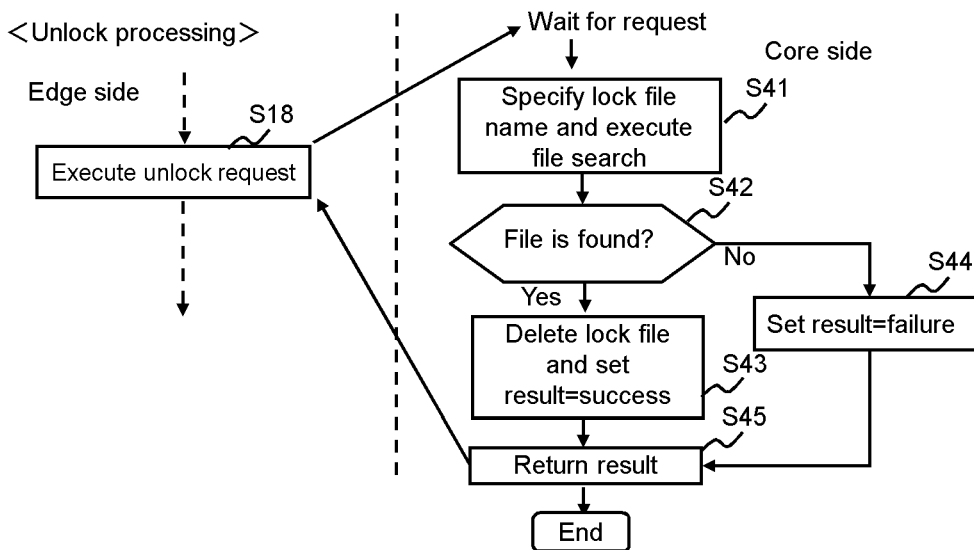 ＜Unlock processing＞
Edge side
S18
Execute unlock request
Wait for request
Core side
S41
Specify lock file
name and execute
file search
S42
File is found?
No
Yes
S44
Set result=failure
Delete lock file
and set
result=success
S43
S45
Return result
End